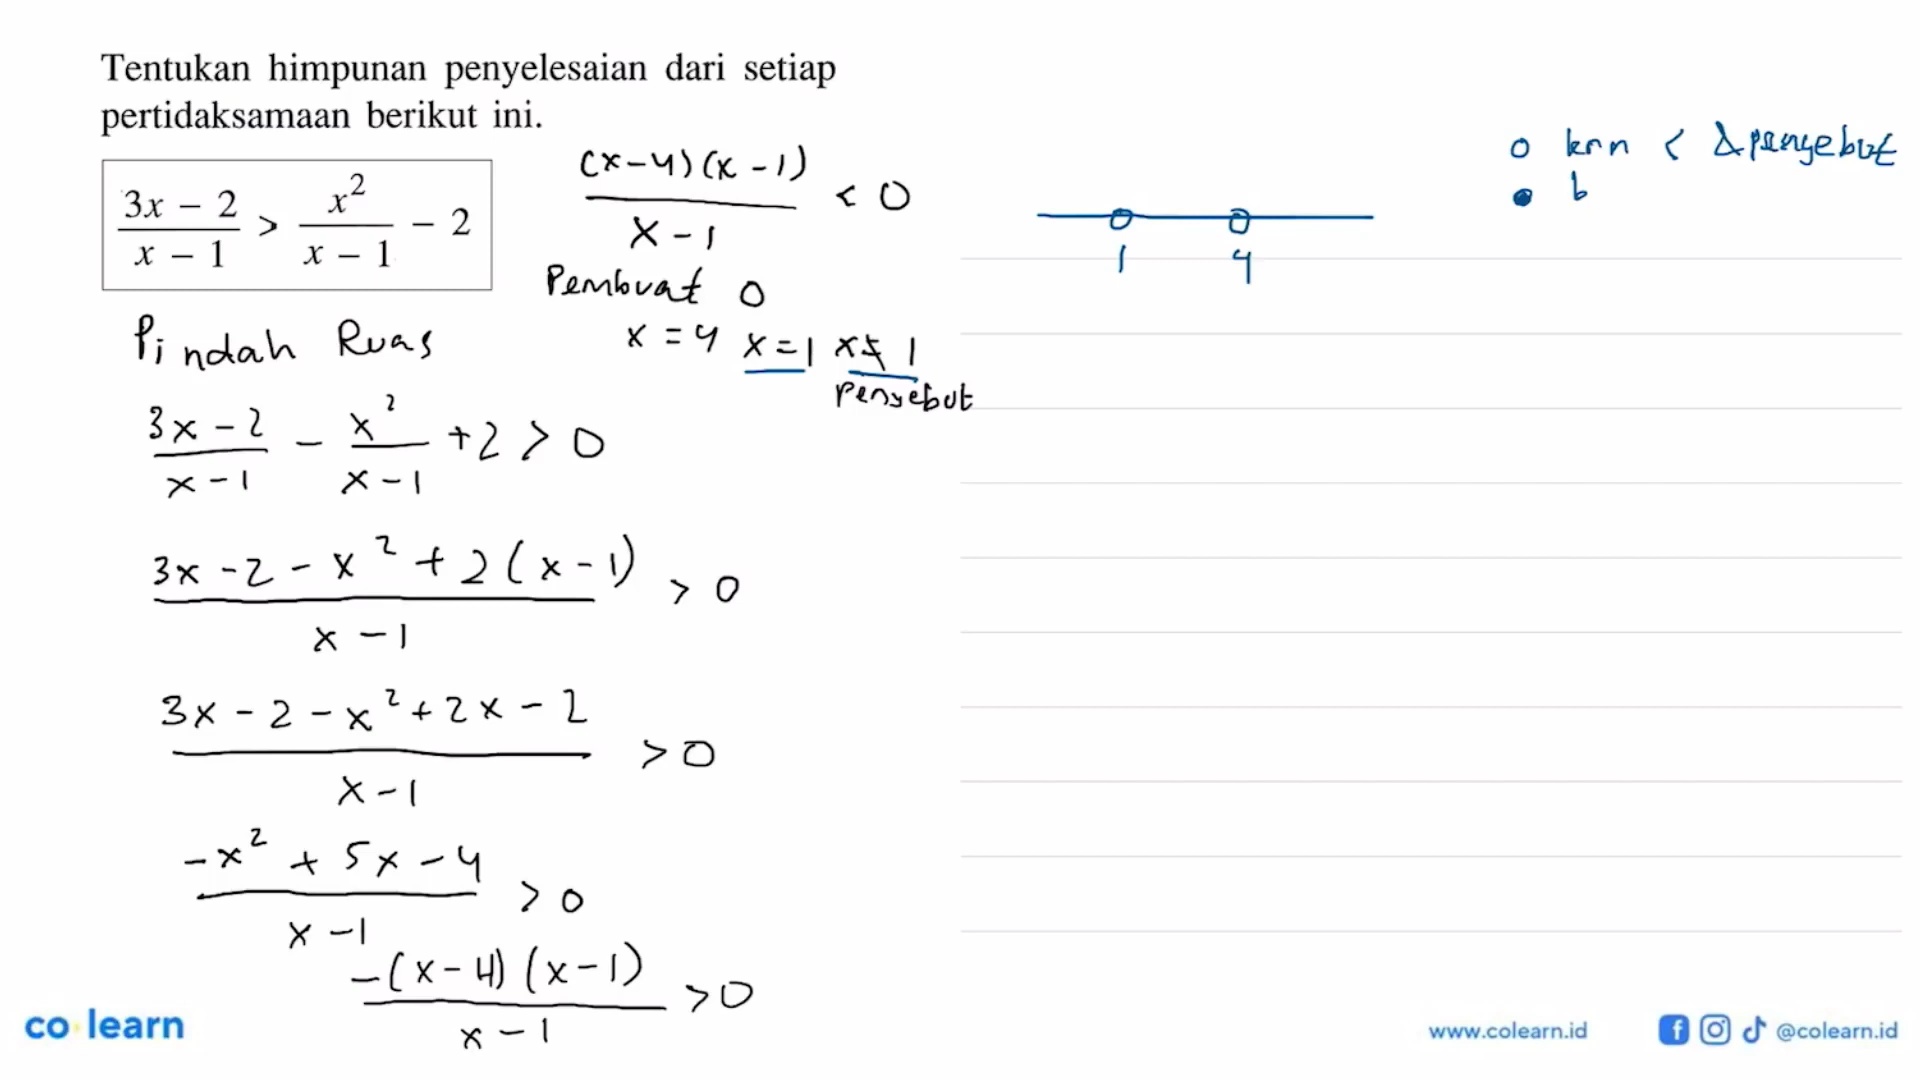 Tentukan himpunan penyelesaian dari setiap
pertidaksamaan berikut ini.
(3x − 2)/(x − 1) > x²/(x − 1) − 2
Pindah Ruas
(3x - 2)/(x - 1) - x²/(x - 1) + 2 > 0
(3x - 2 - x² + 2(x - 1))/(x - 1) > 0
(3x - 2 - x² + 2x - 2)/(x - 1) > 0
(-x² + 5x - 4)/(x - 1) > 0
(-(x - 4)(x - 1))/(x - 1) > 0
((x - 4)(x - 1))/(x - 1) < 0
Pembuat 0
x = 4 x = 1 x ≠ 1
penyebut
1 4
○ krn < & penyebut
● b
co learn
www.colearn.id @colearn.id